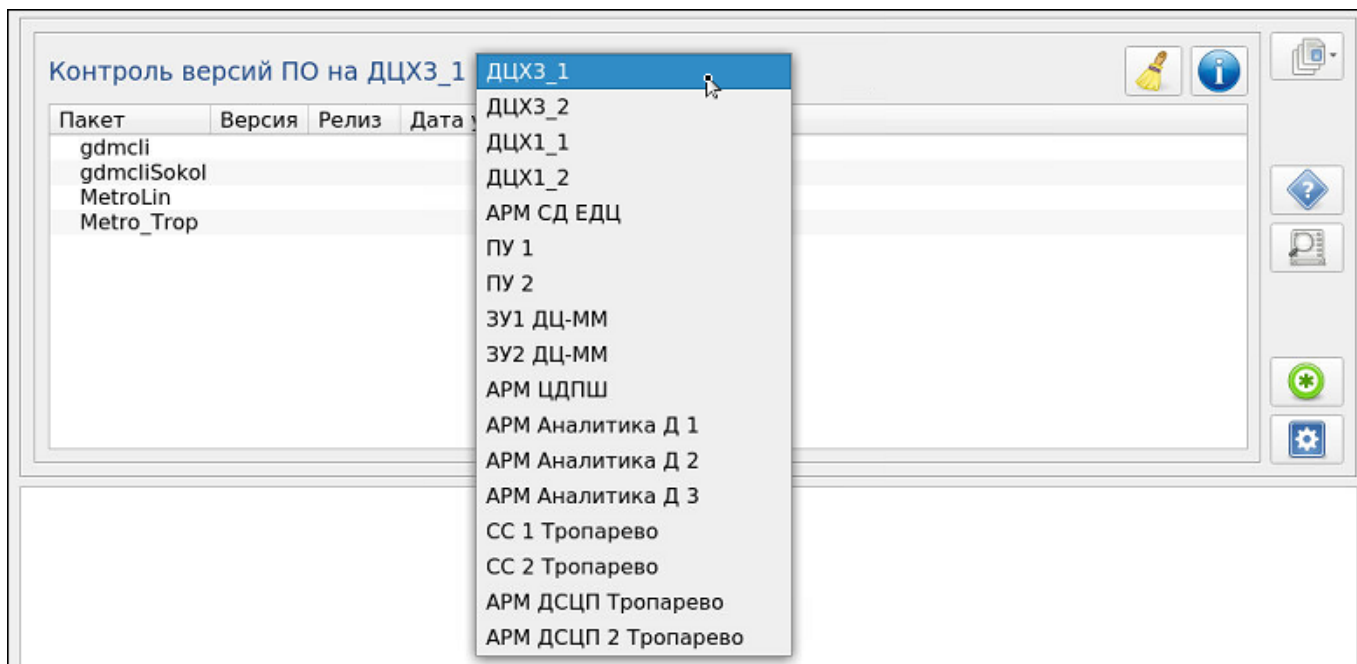 Контроль версий ПО на ДЦХ3_1
Пакет Версия Релиз Дата
gdmcli
gdmcliSokol
MetroLin
Metro_Trop
ДЦХ3_1
ДЦХ3_2
ДЦХ1_1
ДЦХ1_2
АРМ СД ЕДЦ
ПУ 1
ПУ 2
ЗУ1 ДЦ-ММ
ЗУ2 ДЦ-ММ
АРМ ЦДПШ
АРМ Аналитика Д 1
АРМ Аналитика Д 2
АРМ Аналитика Д 3
СС 1 Тропарево
СС 2 Тропарево
АРМ ДСЦП Тропарево
АРМ ДСЦП 2 Тропарево